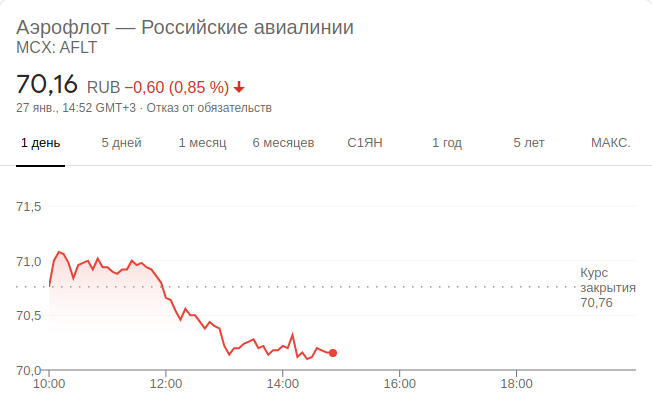 Аэрофлот — Российские авиалинии
MCX: AFLT
70,16 RUB −0,60 (0,85 %)
27 янв., 14:52 GMT+3 · Отказ от обязательств
1 день 5 дней 1 месяц 6 месяцев С1ЯН 1 год 5 лет МАКС.
71,5
71,0
Курс
закрытия
70,76
70,5
70,0
10:00 12:00 14:00 16:00 18:00